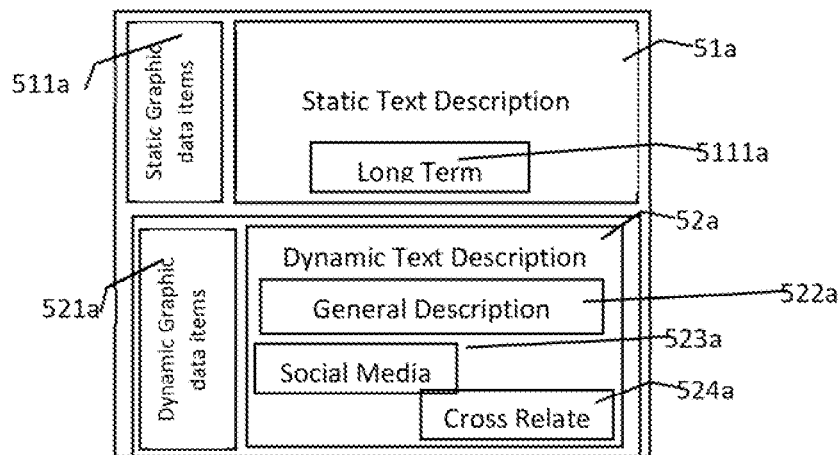 511a
Static Graphic
data items
51a
Static Text Description
5111a
Long Term
521a
Dynamic Graphic
data items
52a
Dynamic Text Description
General Description
522a
523a
Social Media
524a
Cross Relate